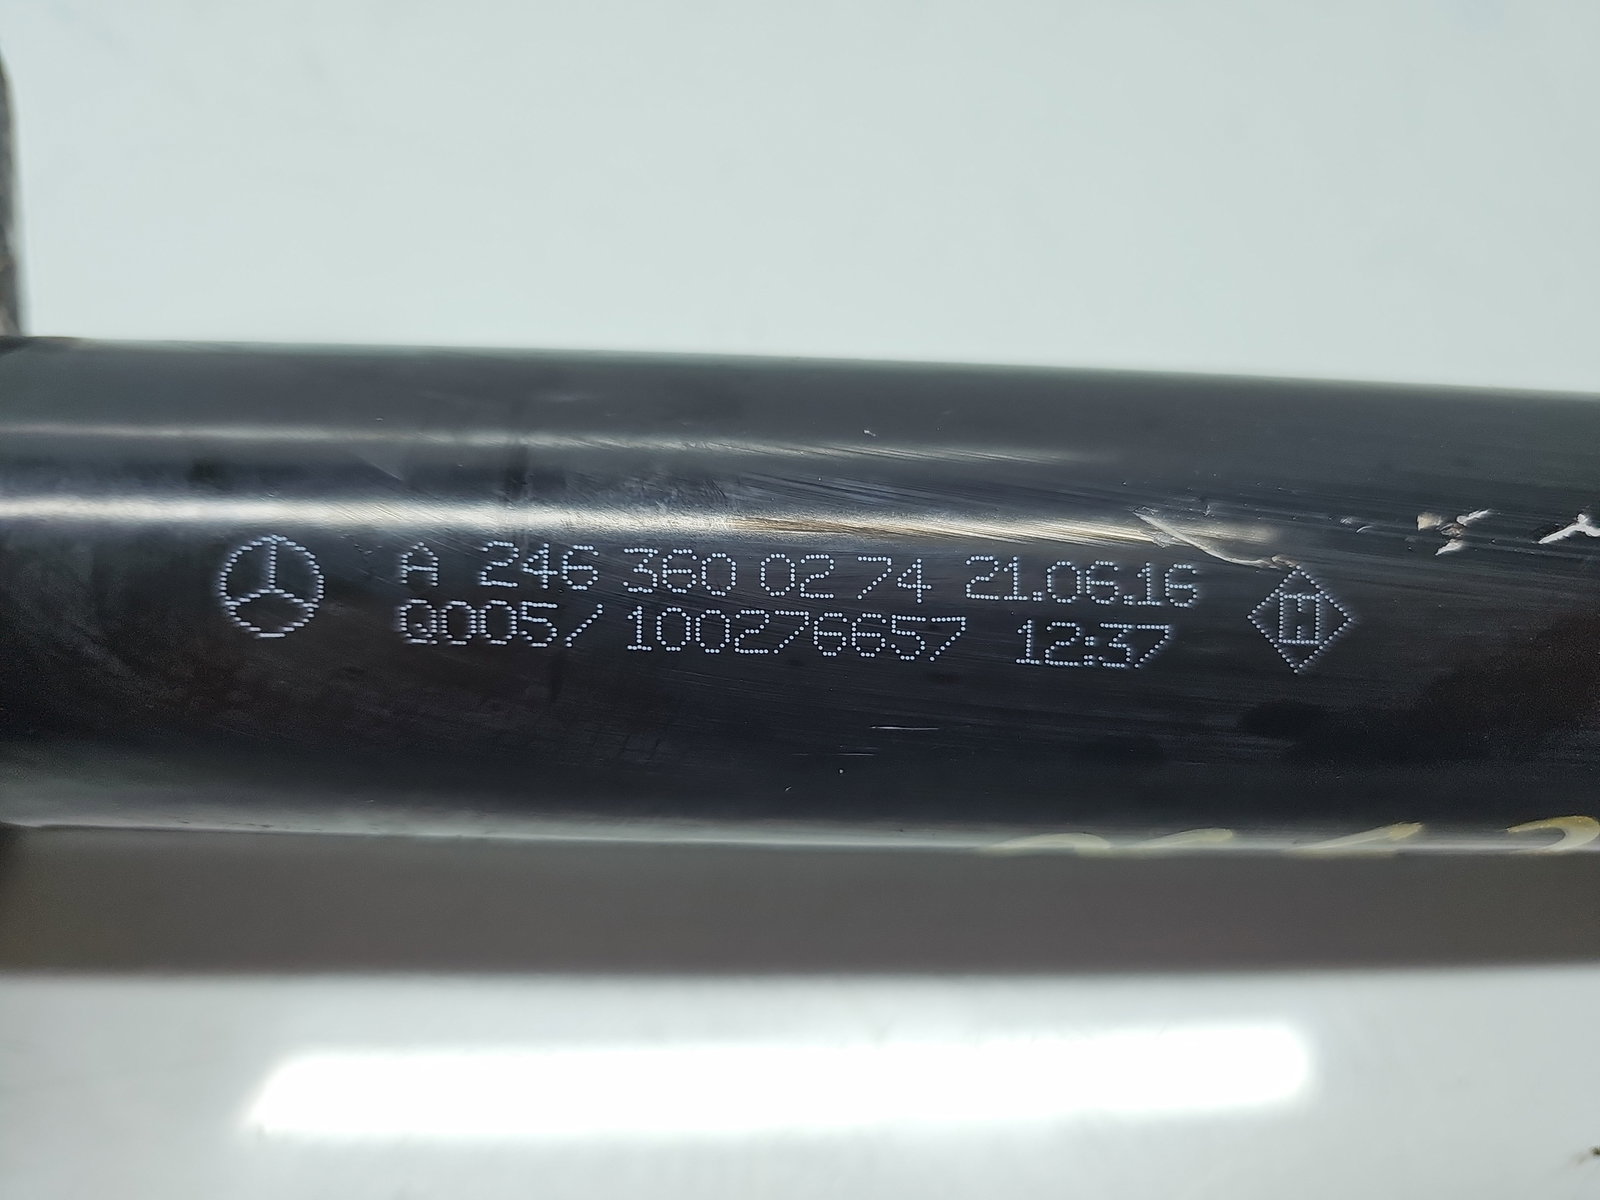 A 246 360 02 74 21.06.16
Q005/ 100276657 12:37